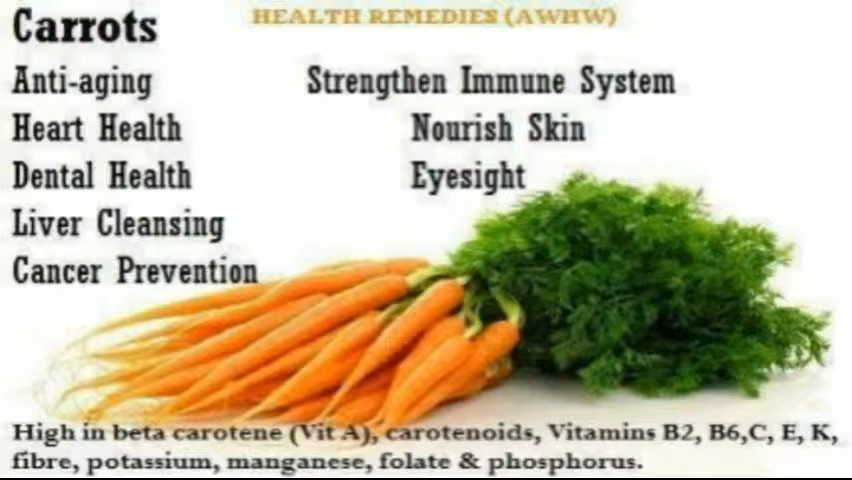 HEALTH REMEDIES (AWHW)
Carrots
Anti-aging
Heart Health
Dental Health
Liver Cleansing
Cancer Prevention
Strengthen Immune System
Nourish Skin
Eyesight
High in beta carotene (Vit A), carotenoids, Vitamins B2, B6,C, E, K,
fibre, potassium, manganese, folate & phosphorus.